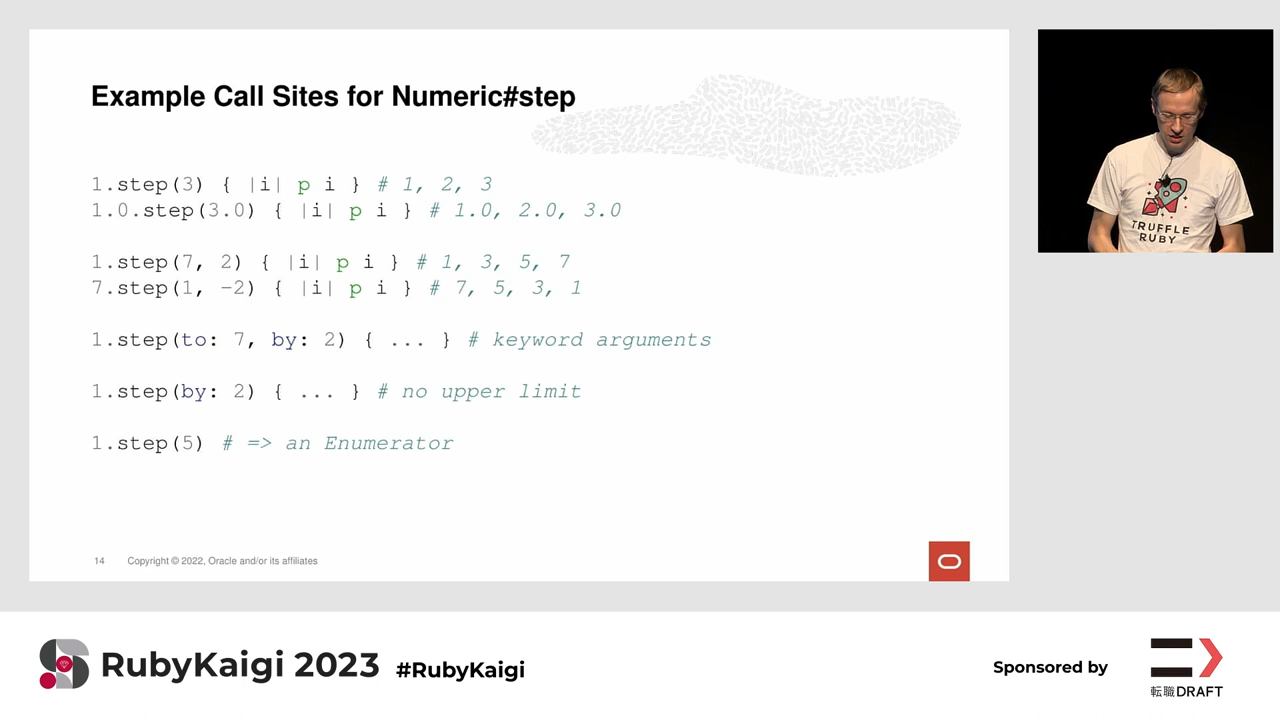 Example Call Sites for Numeric#step
1.step(3) { |i| p i } # 1, 2, 3
1.0.step(3.0) { |i| p i } # 1.0, 2.0, 3.0
1.step(7, 2) { |i| p i } # 1, 3, 5, 7
7.step(1, -2) { |i| p i } # 7, 5, 3, 1
1.step(to: 7, by: 2) { ... } # keyword arguments
1.step(by: 2) { ... } # no upper limit
1.step(5) # => an Enumerator
14 Copyright © 2022, Oracle and/or its affiliates
TRUFFLE
RUBY
RubyKaigi 2023 #RubyKaigi
Sponsored by
転職DRAFT